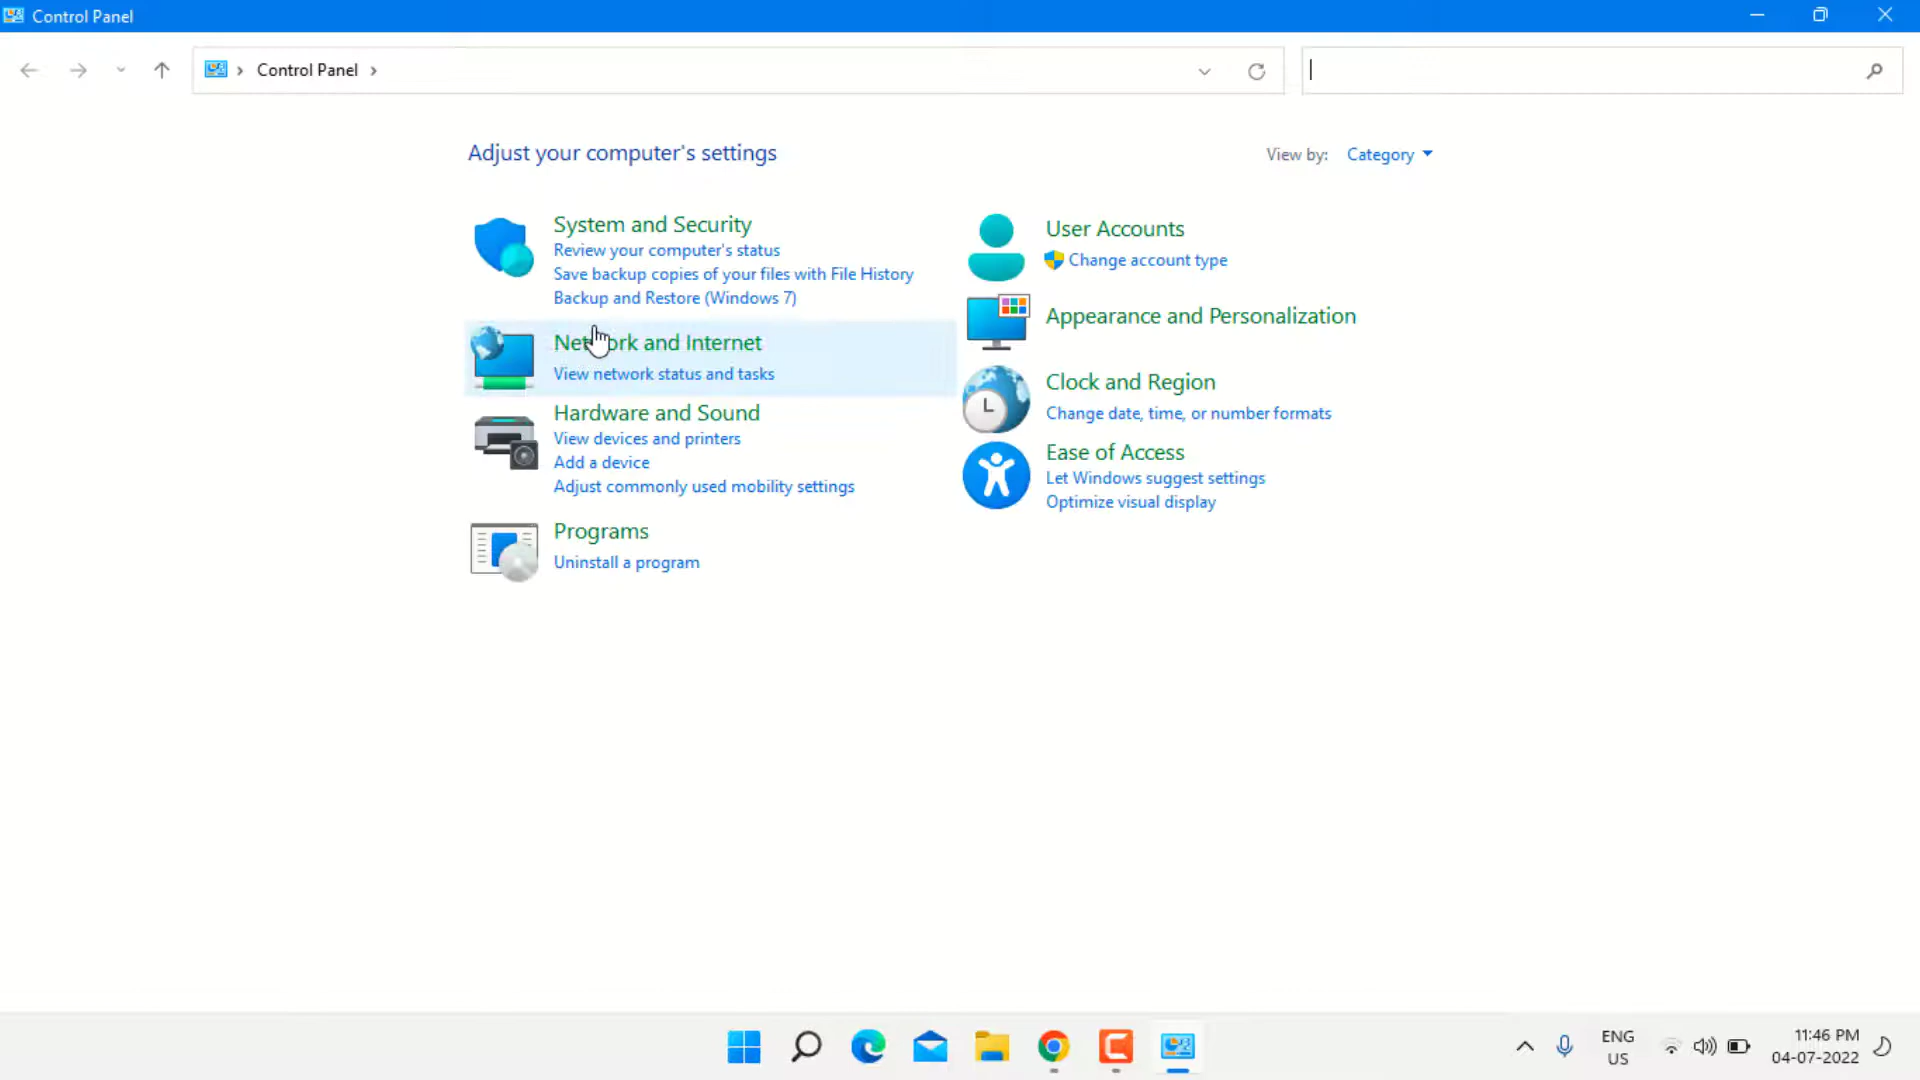 Control Panel
Control Panel
Adjust your computer's settings
View by: Category
System and Security
Review your computer's status
Save backup copies of your files with File History
Backup and Restore (Windows 7)
Network and Internet
View network status and tasks
Hardware and Sound
View devices and printers
Add a device
Adjust commonly used mobility settings
Programs
Uninstall a program
User Accounts
Change account type
Appearance and Personalization
Clock and Region
Change date, time, or number formats
Ease of Access
Let Windows suggest settings
Optimize visual display
ENG
US
11:46 PM
04-07-2022